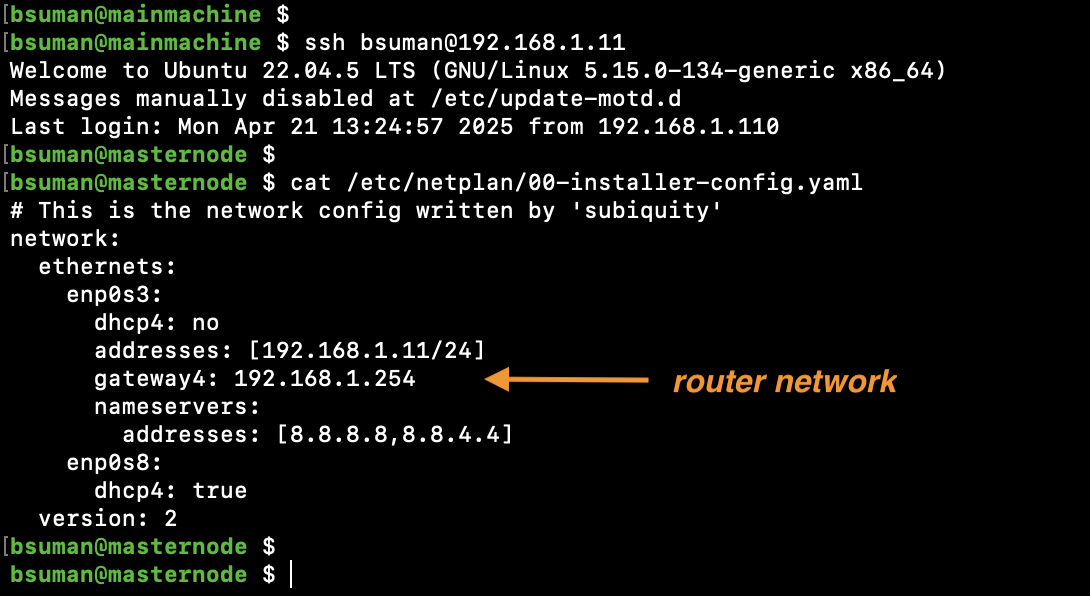 [bsuman@mainmachine $
[bsuman@mainmachine $ ssh bsuman@192.168.1.11
Welcome to Ubuntu 22.04.5 LTS (GNU/Linux 5.15.0-134-generic x86_64)
Messages manually disabled at /etc/update-motd.d
Last login: Mon Apr 21 13:24:57 2025 from 192.168.1.110
[bsuman@masternode $
[bsuman@masternode $ cat /etc/netplan/00-installer-config.yaml
# This is the network config written by 'subiquity'
network:
  ethernets:
    enp0s3:
      dhcp4: no
      addresses: [192.168.1.11/24]
      gateway4: 192.168.1.254 router network
      nameservers:
        addresses: [8.8.8.8,8.8.4.4]
    enp0s8:
      dhcp4: true
  version: 2
[bsuman@masternode $
bsuman@masternode $